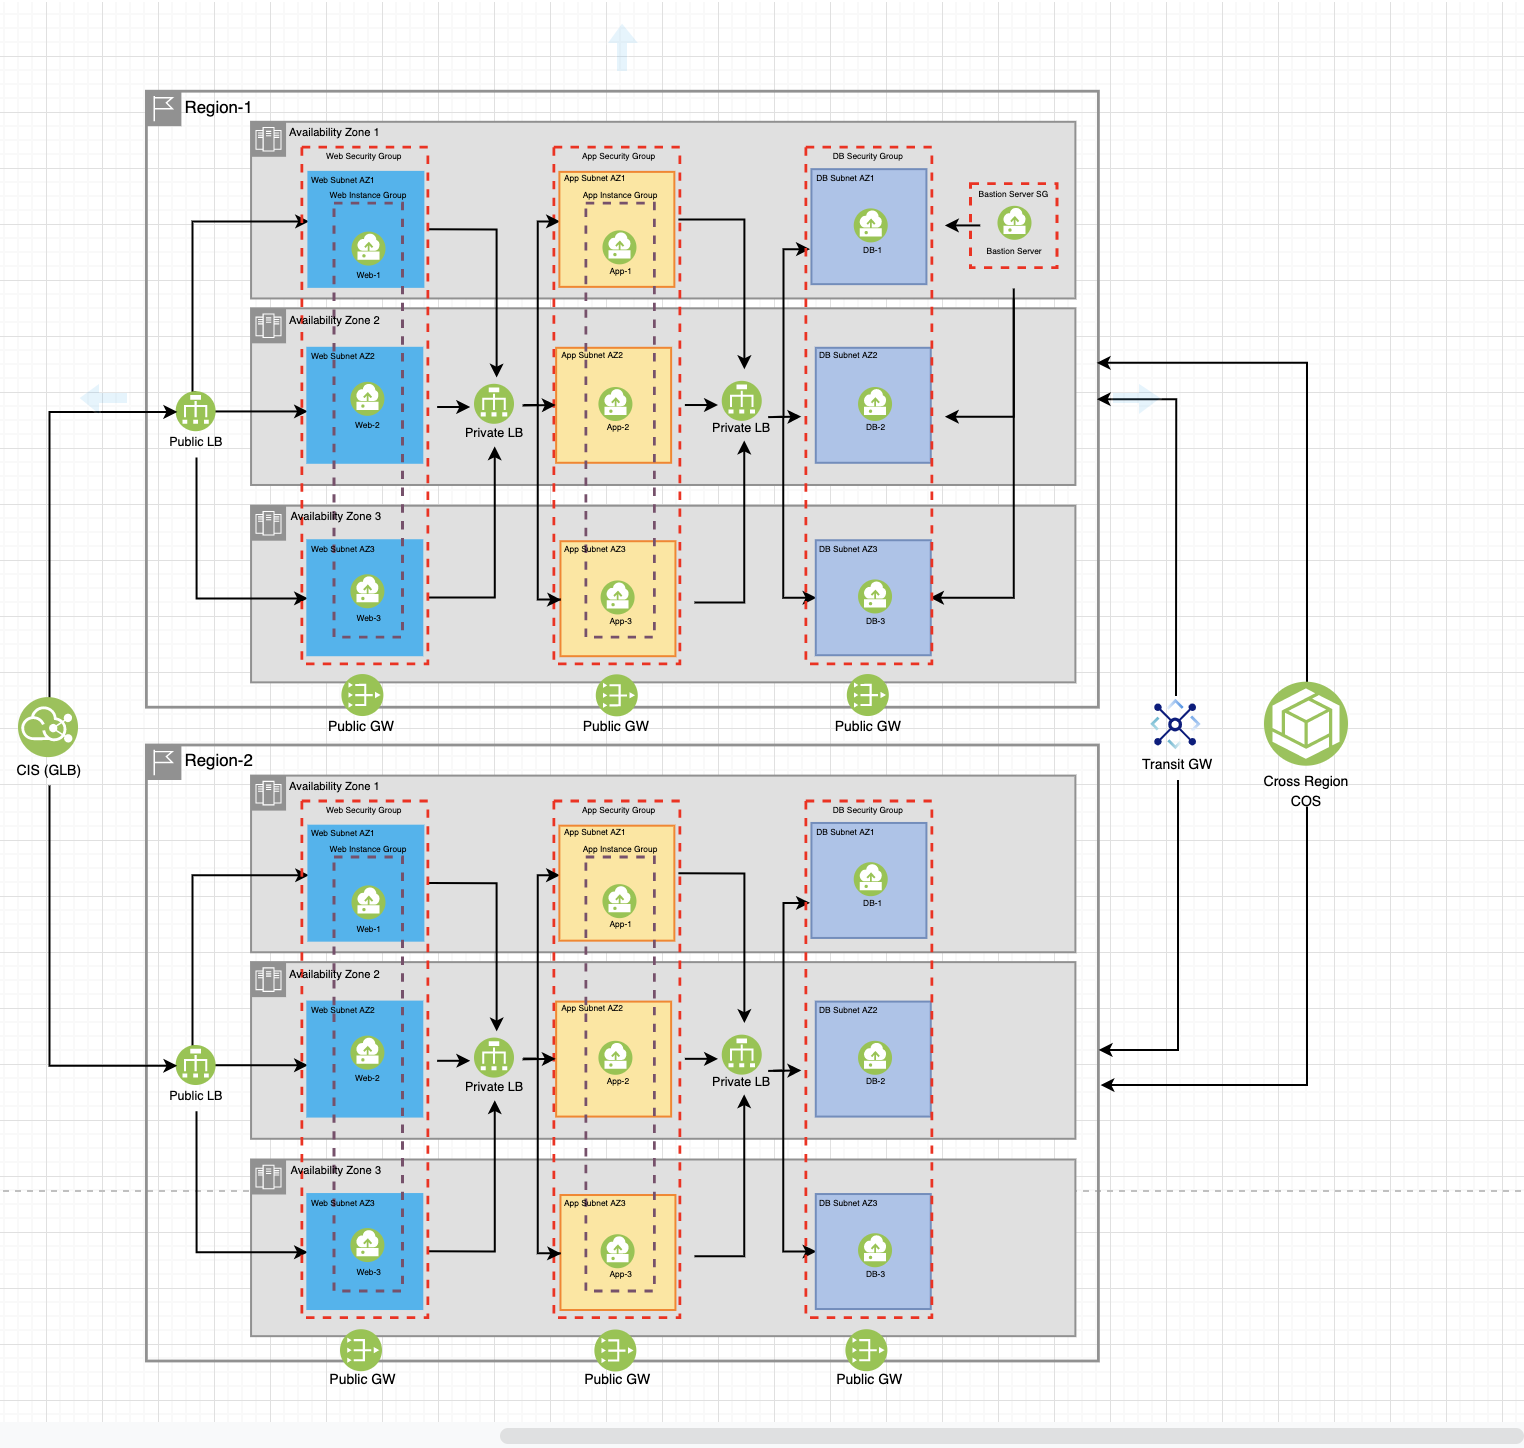 Region-1
Availability Zone 1
Web Security Group
App Security Group
DB Security Group
Web Subnet AZ1
Web Instance Group
Web-1
App Subnet AZ1
App Instance Group
App-1
DB Subnet AZ1
DB-1
Bastion Server SG
Bastion Server
Availability Zone 2
Web Subnet AZ2
Web-2
App Subnet AZ2
App-2
DB Subnet AZ2
DB-2
Public LB
Private LB
Private LB
Availability Zone 3
Web Subnet AZ3
Web-3
App Subnet AZ3
App-3
DB Subnet AZ3
DB-3
Public GW
Public GW
Public GW
CIS (GLB)
Transit GW
Cross Region
COS
Region-2
Availability Zone 1
Web Security Group
App Security Group
DB Security Group
Web Subnet AZ1
Web Instance Group
Web-1
App Subnet AZ1
App Instance Group
App-1
DB Subnet AZ1
DB-1
Availability Zone 2
Web Subnet AZ2
Web-2
App Subnet AZ2
App-2
DB Subnet AZ2
DB-2
Public LB
Private LB
Private LB
Availability Zone 3
Web Subnet AZ3
Web-3
App Subnet AZ3
App-3
DB Subnet AZ3
DB-3
Public GW
Public GW
Public GW